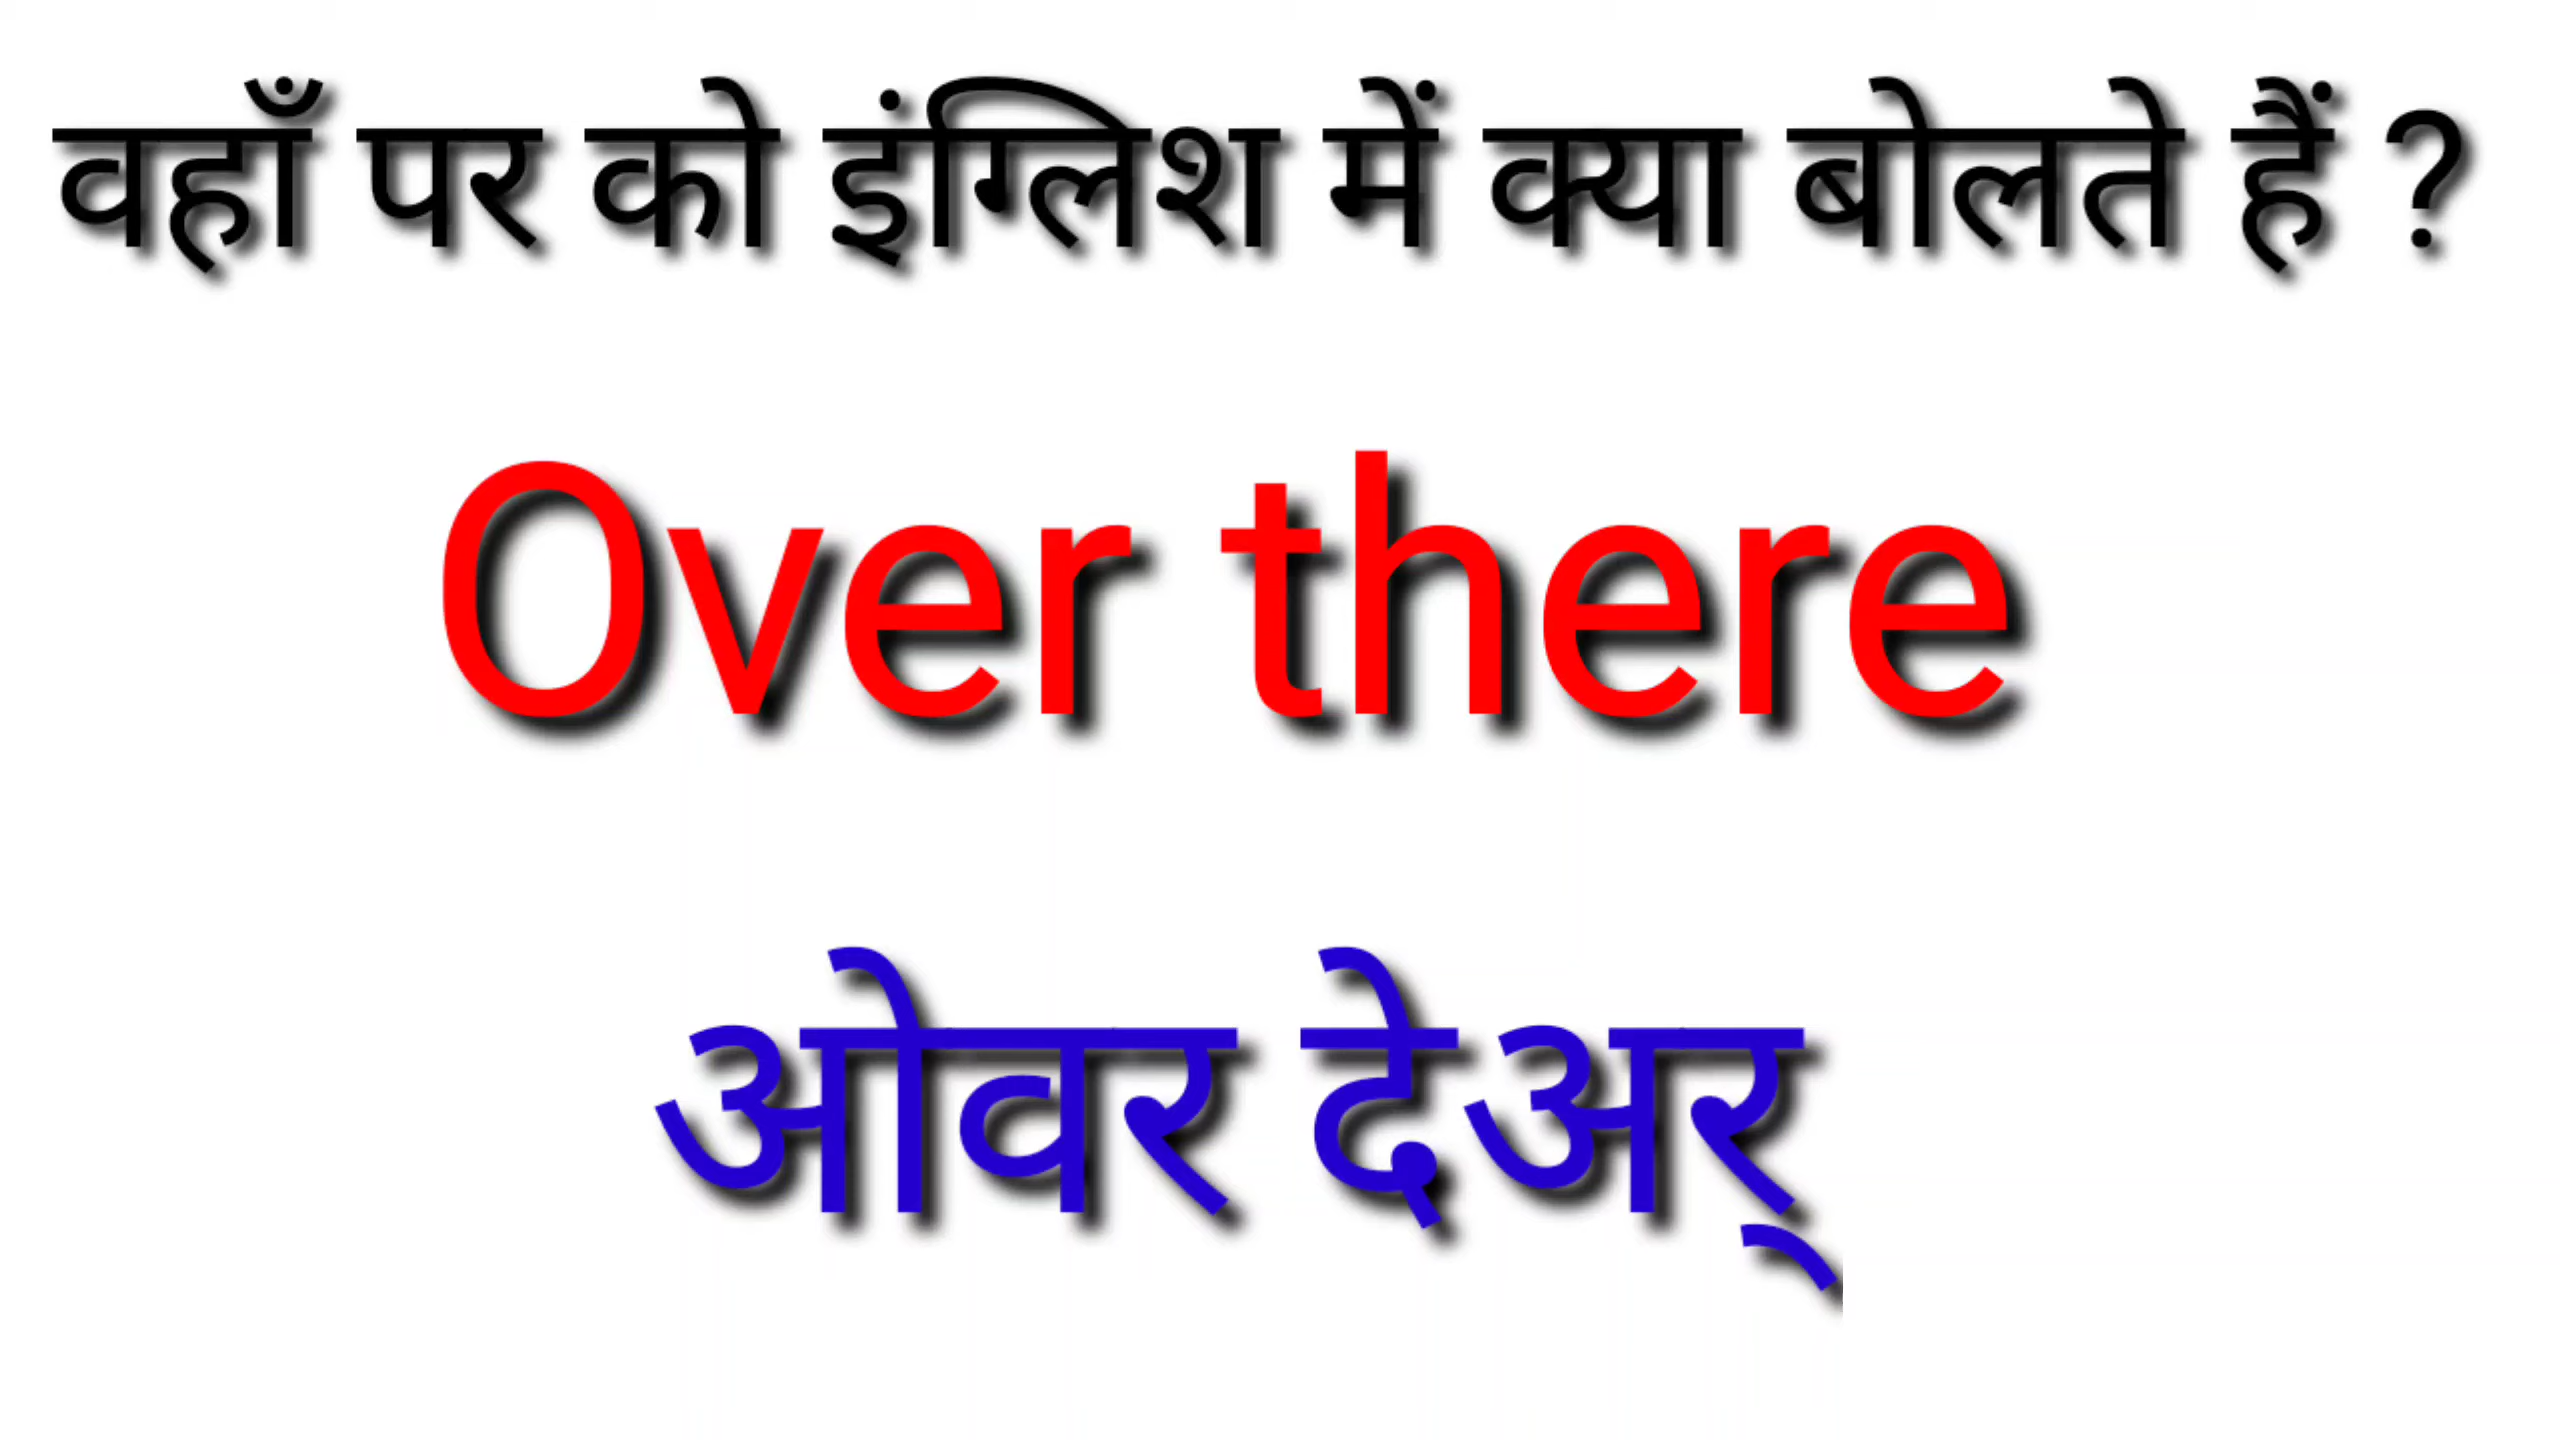 वहाँ पर को इंग्लिश में क्या बोलते हैं ?
Over there
ओवर देअर्